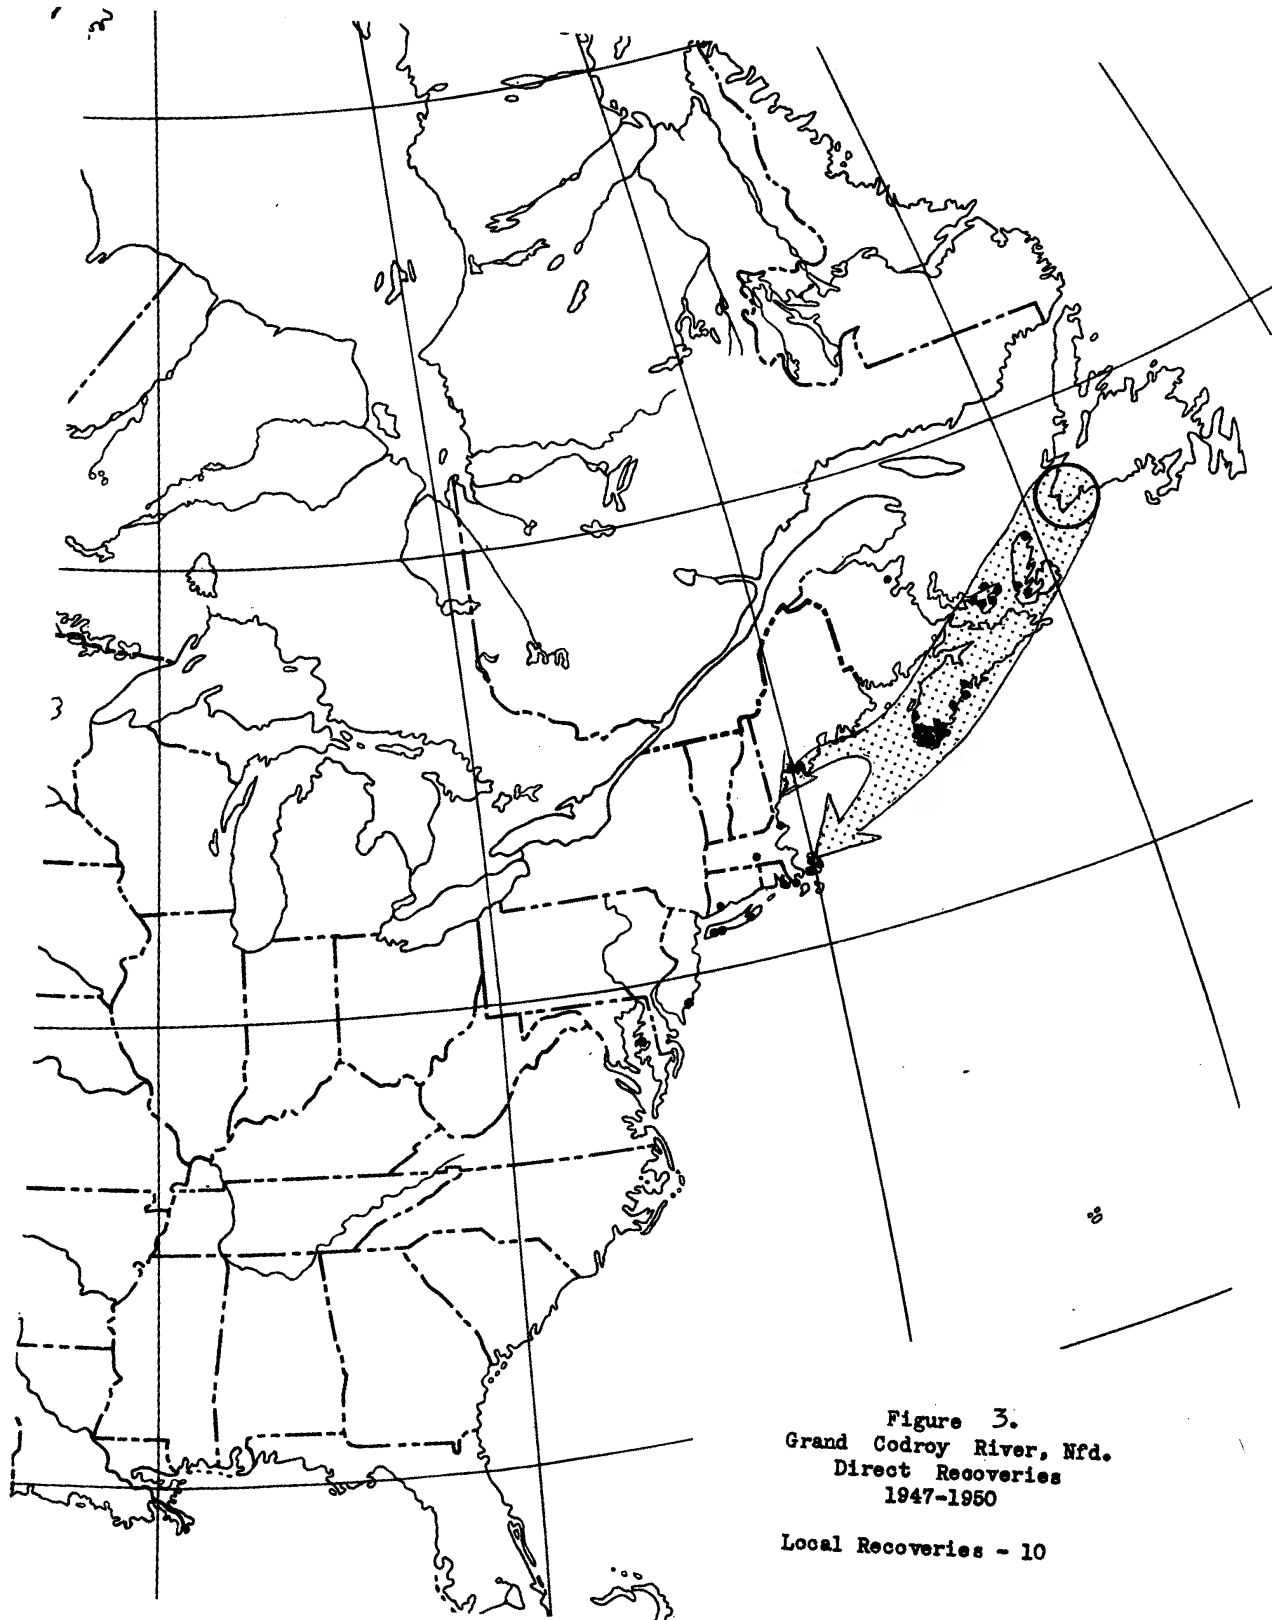 Figure 3.
Grand Codroy River, Nfd.
Direct Recoveries
1947-1950
Local Recoveries - 10